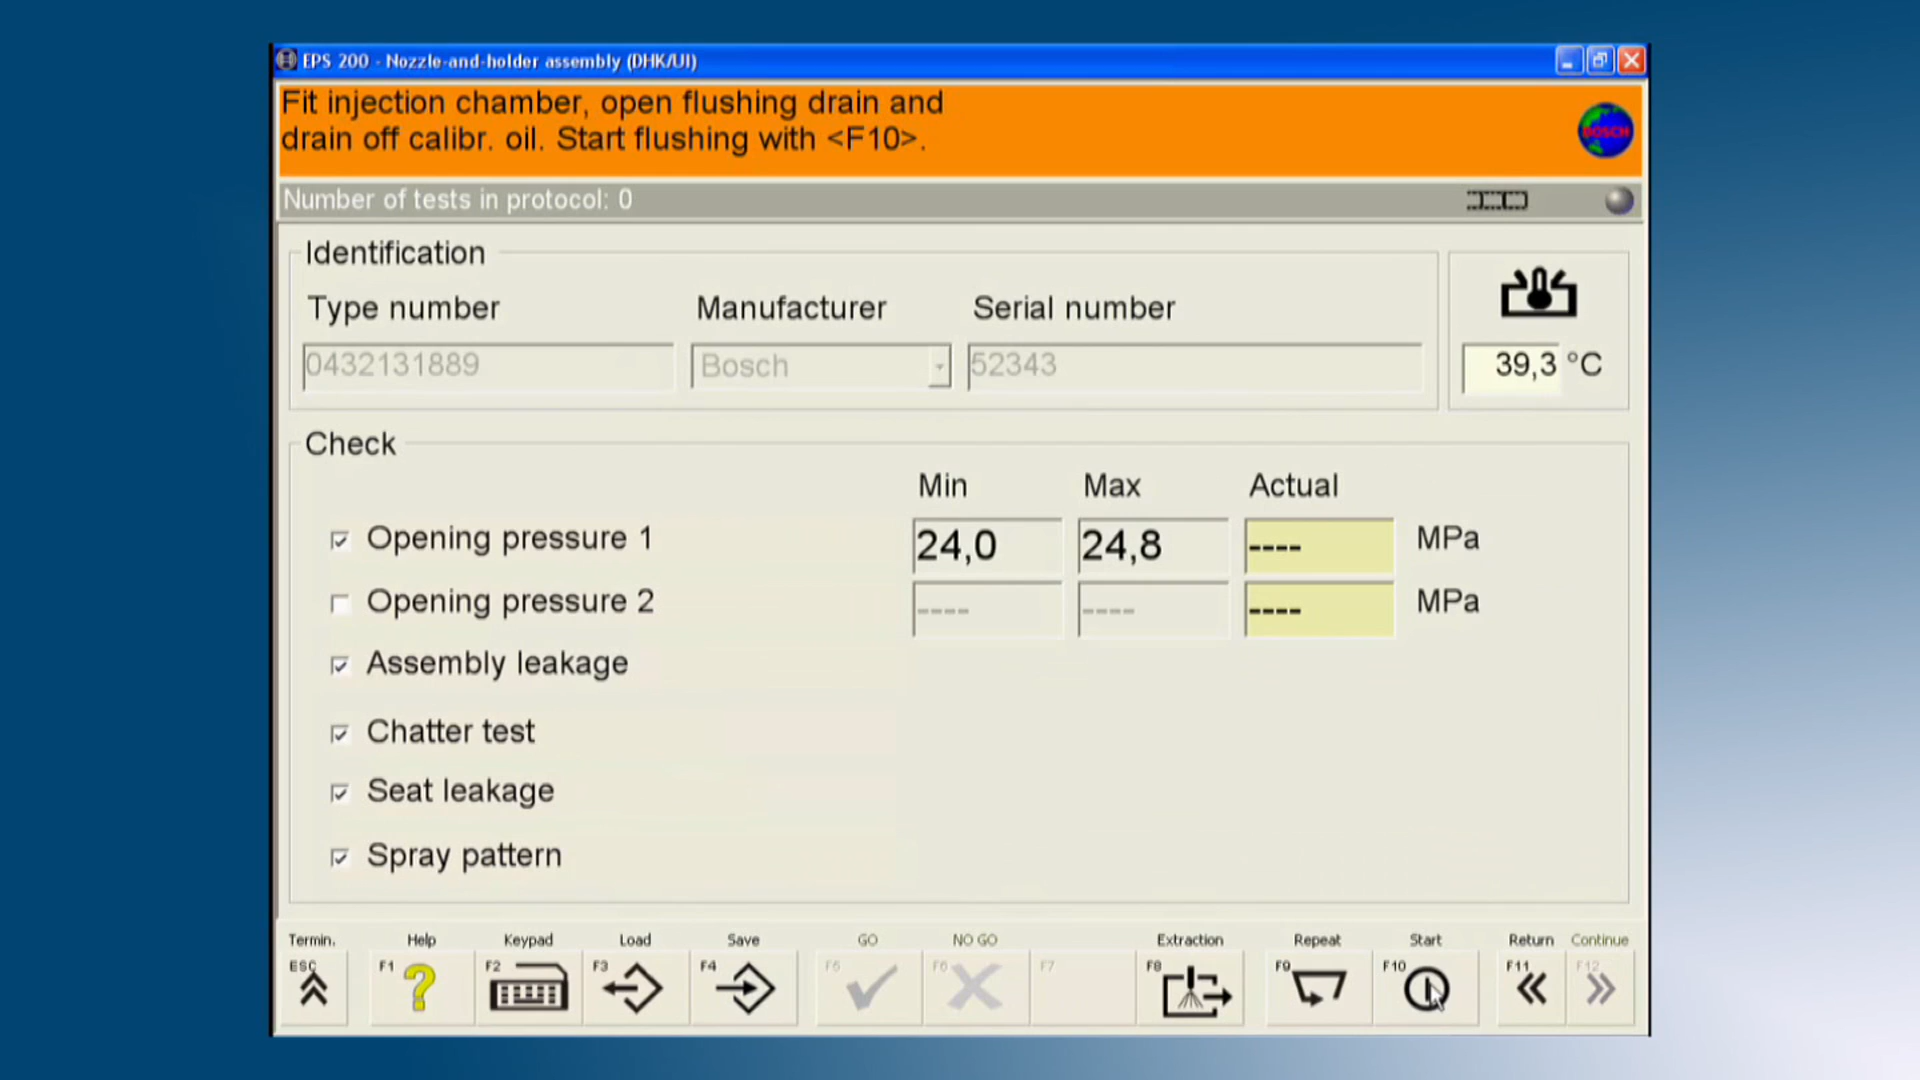 EPS 200 - Nozzle-and-holder assembly (DHK/UI)
Fit injection chamber, open flushing drain and
drain off calibr. oil. Start flushing with <F10>.
BOSCH
Number of tests in protocol: 0
Identification
Type number Manufacturer Serial number
0432131889 Bosch 52343 39,3 °C
Check
Min Max Actual
Opening pressure 1 24,0 24,8 ---- MPa
Opening pressure 2 ---- ---- ---- MPa
Assembly leakage
Chatter test
Seat leakage
Spray pattern
Termin. Help Keypad Load Save GO NO GO Extraction Repeat Start Return Continue
ESC F1 F2 F3 F4 F5 F6 F7 F8 F9 F10 F11 F12